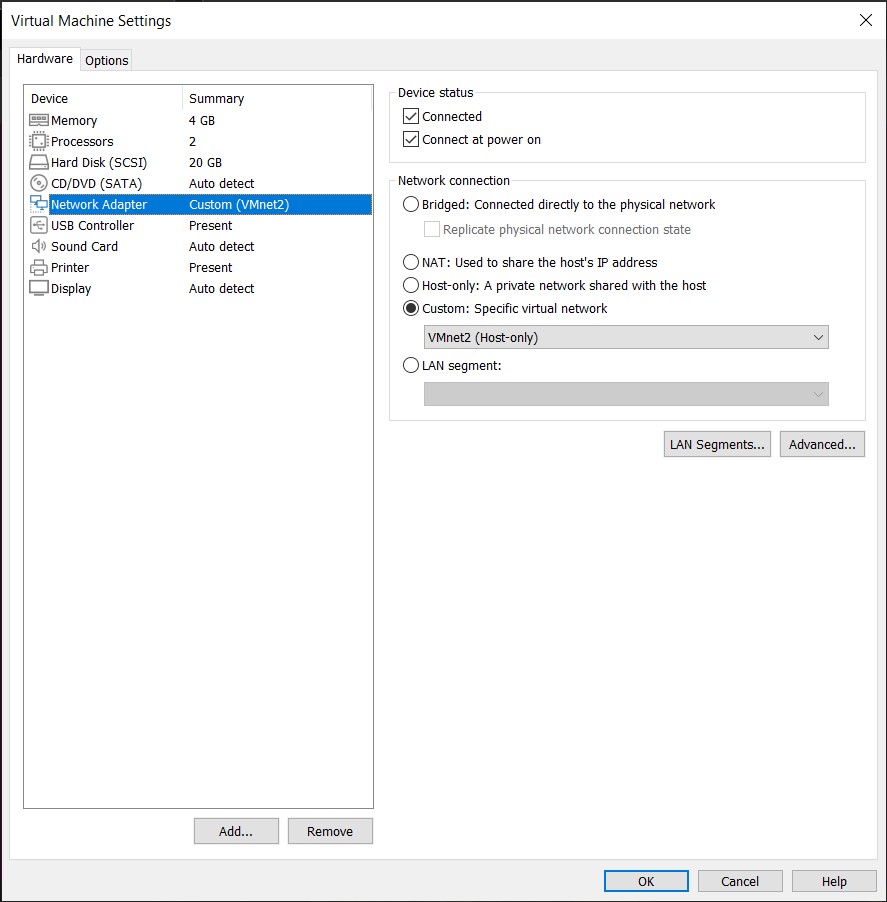 Virtual Machine Settings
Hardware
Options
Device Summary
Memory 4 GB
Processors 2
Hard Disk (SCSI) 20 GB
CD/DVD (SATA) Auto detect
Network Adapter Custom (VMnet2)
USB Controller Present
Sound Card Auto detect
Printer Present
Display Auto detect
Add...
Remove
Device status
Connected
Connect at power on
Network connection
Bridged: Connected directly to the physical network
Replicate physical network connection state
NAT: Used to share the host's IP address
Host-only: A private network shared with the host
Custom: Specific virtual network
VMnet2 (Host-only)
LAN segment:
LAN Segments...
Advanced...
OK
Cancel
Help